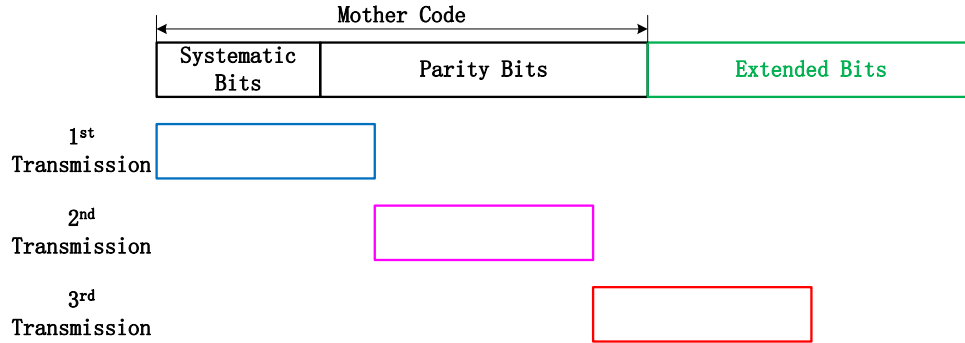 Mother Code
Systematic
Bits
Parity Bits
Extended Bits
1st
Transmission
2nd
Transmission
3rd
Transmission